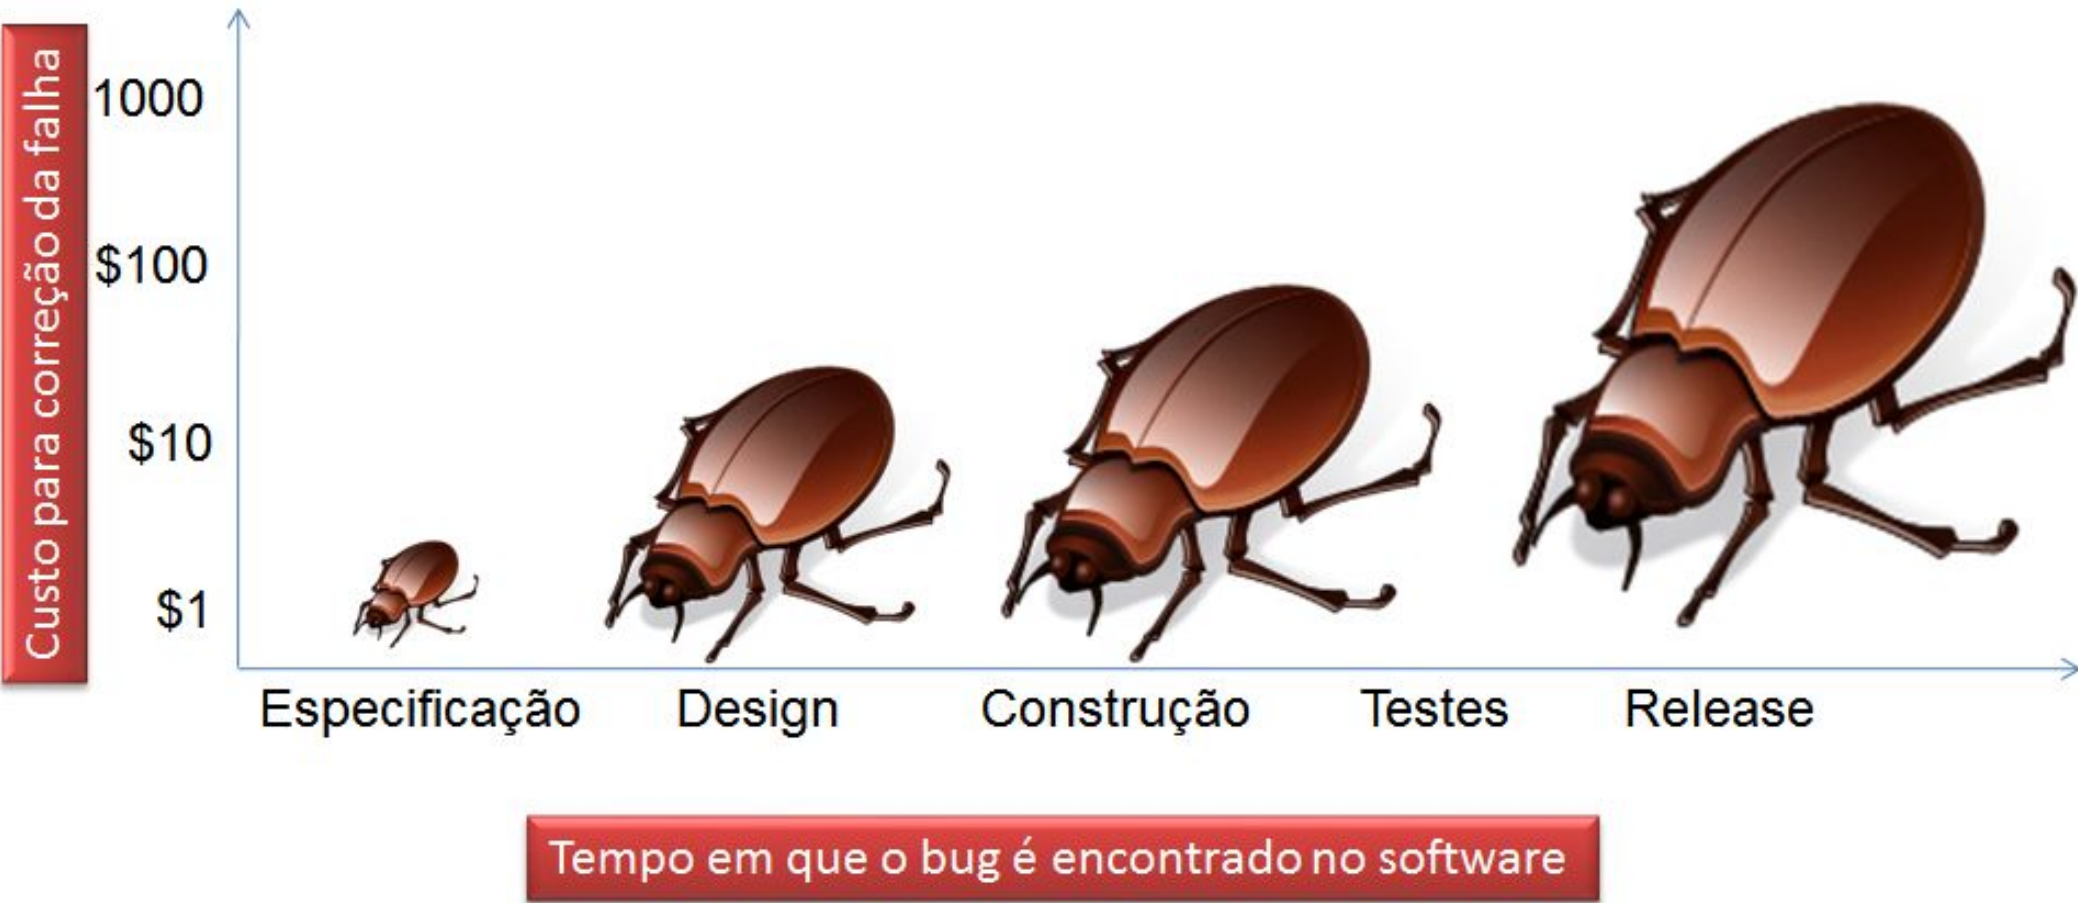 Custo para correção da falha
1000
$100
$10
$1
Especificação Design Construção Testes Release
Tempo em que o bug é encontrado no software